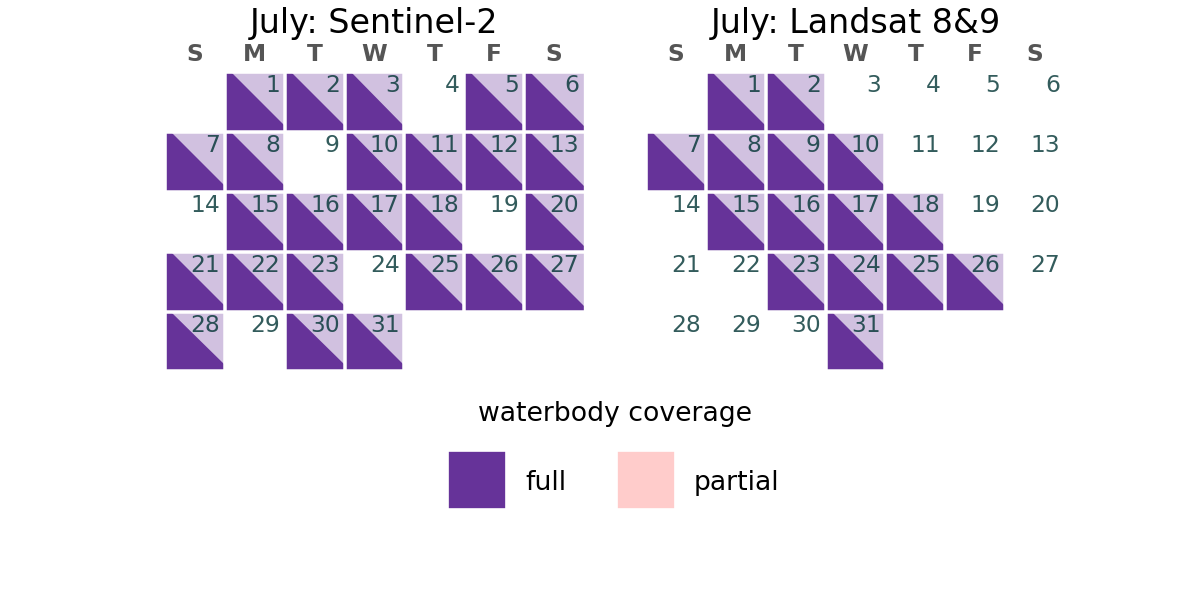 July: Sentinel-2
S M T W T F S
1 2 3 4 5 6
7 8 9 10 11 12 13
14 15 16 17 18 19 20
21 22 23 24 25 26 27
28 29 30 31
July: Landsat 8&9
S M T W T F S
1 2 3 4 5 6
7 8 9 10 11 12 13
14 15 16 17 18 19 20
21 22 23 24 25 26 27
28 29 30 31
waterbody coverage
full partial